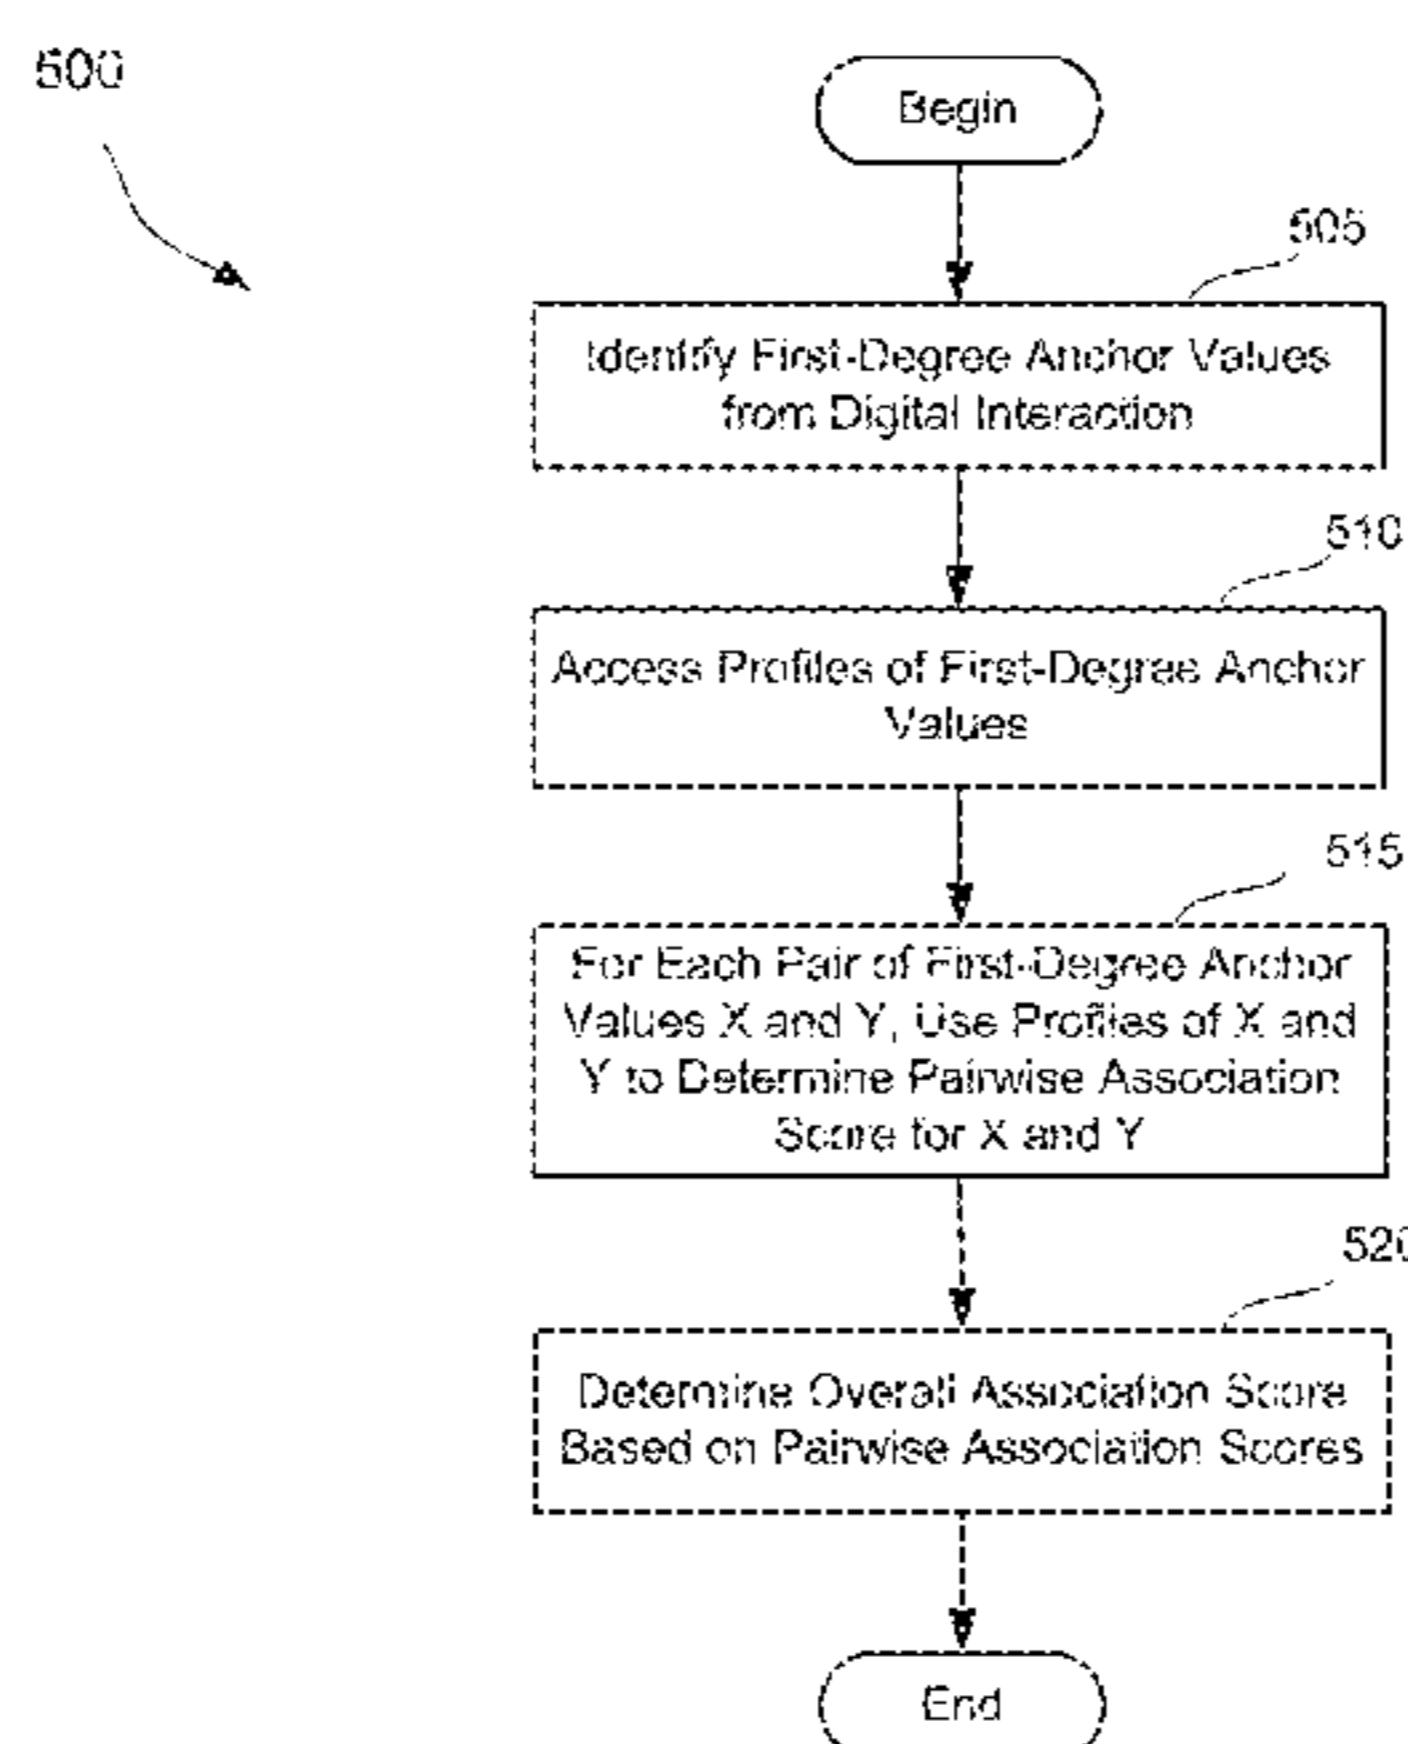 500
Begin
505
Identify First-Degree Anchor Values
from Digital Interaction
510
Access Profiles of First-Degree Anchor
Values
515
For Each Pair of First-Degree Anchor
Values X and Y, Use Profiles of X and
Y to Determine Pairwise Association
Score for X and Y
520
Determine Overall Association Score
Based on Pairwise Association Scores
End